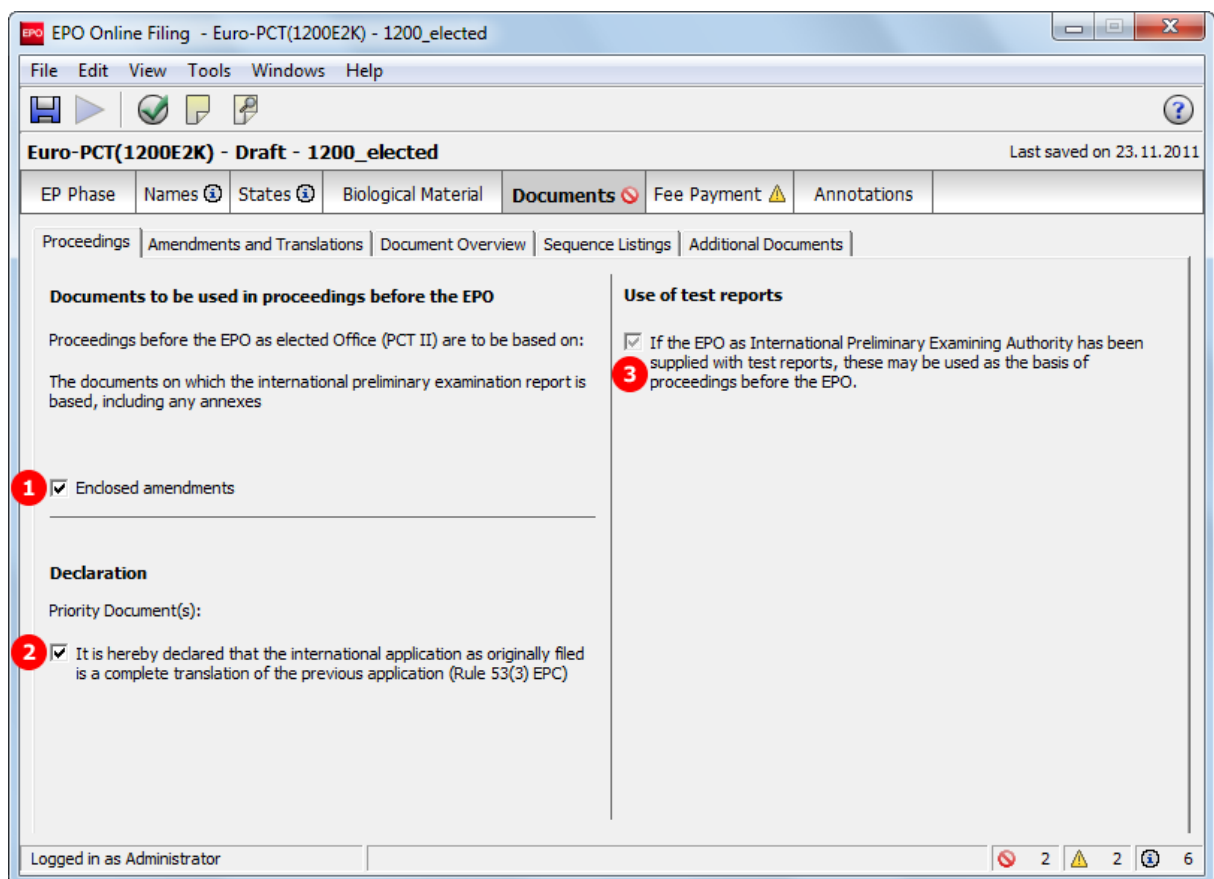 EPO EPO Online Filing - Euro-PCT(1200E2K) - 1200_elected
File Edit View Tools Windows Help
Euro-PCT(1200E2K) - Draft - 1200_elected Last saved on 23.11.2011
EP Phase Names States Biological Material Documents Fee Payment Annotations
Proceedings Amendments and Translations Document Overview Sequence Listings Additional Documents
Documents to be used in proceedings before the EPO
Proceedings before the EPO as elected Office (PCT II) are to be based on:
The documents on which the international preliminary examination report is
based, including any annexes
1 Enclosed amendments
Declaration
Priority Document(s):
2 It is hereby declared that the international application as originally filed
is a complete translation of the previous application (Rule 53(3) EPC)
Use of test reports
If the EPO as International Preliminary Examining Authority has been
supplied with test reports, these may be used as the basis of
3 proceedings before the EPO.
Logged in as Administrator 2 2 6